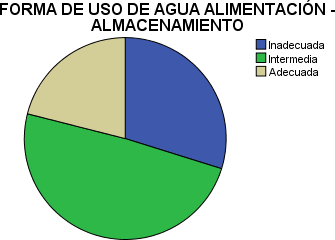 FORMA DE USO DE AGUA ALIMENTACIÓN -
ALMACENAMIENTO
Inadecuada
Intermedia
Adecuada